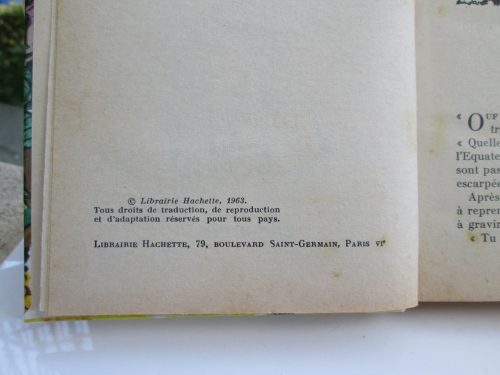 © Librairie Hachette, 1963.
Tous droits de traduction, de reproduction
et d'adaptation réservés pour tous pays.
LIBRAIRIE HACHETTE, 79, BOULEVARD SAINT-GERMAIN, PARIS VIe
« OUF
tr
« Quelle
l'Equate
sont pas
escarpée
Après
à repren
à gravir
« Tu